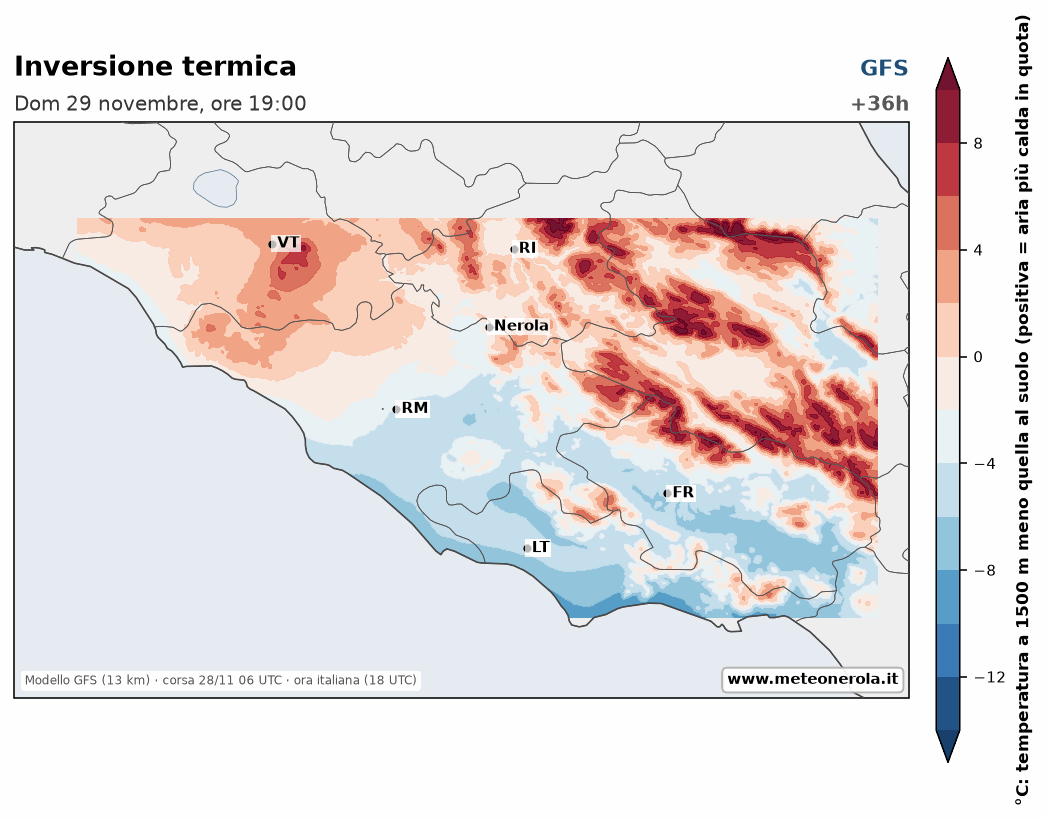 Inversione termica
GFS
Dom 29 novembre, ore 19:00
+36h
VT
RI
Nerola
RM
FR
LT
Modello GFS (13 km) · corsa 28/11 06 UTC · ora italiana (18 UTC)
www.meteonerola.it
8
4
0
−4
−8
−12
°C: temperatura a 1500 m meno quella al suolo (positiva = aria più calda in quota)